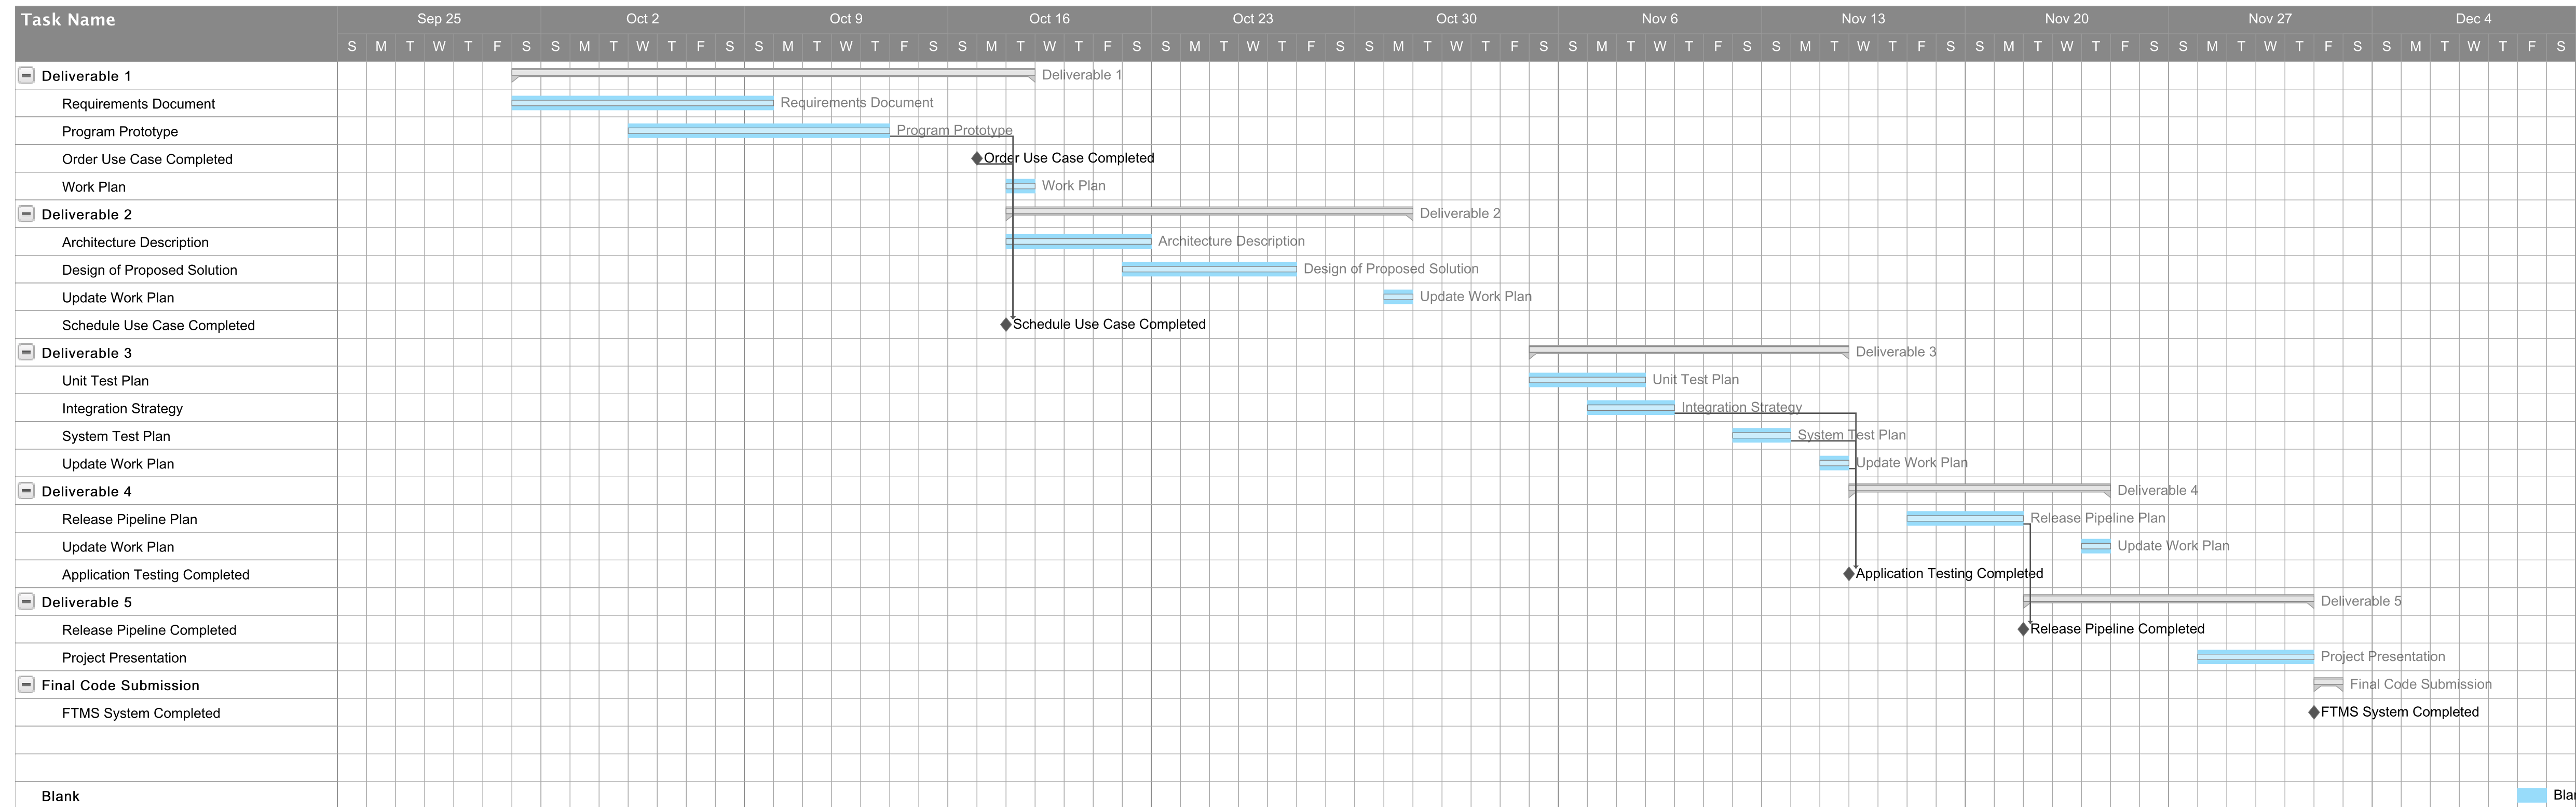 Task Name Sep 25 Oct 2 Oct 9 Oct 16 Oct 23 Oct 30 Nov 6 Nov 13 Nov 20 Nov 27 Dec 4
S M T W T F S S M T W T F S S M T W T F S S M T W T F S S M T W T F S S M T W T F S S M T W T F S S M T W T F S S M T W T F S S M T W T F S S M T W T F S
Deliverable 1 Deliverable 1
Requirements Document Requirements Document
Program Prototype Program Prototype
Order Use Case Completed Order Use Case Completed
Work Plan Work Plan
Deliverable 2 Deliverable 2
Architecture Description Architecture Description
Design of Proposed Solution Design of Proposed Solution
Update Work Plan Update Work Plan
Schedule Use Case Completed Schedule Use Case Completed
Deliverable 3 Deliverable 3
Unit Test Plan Unit Test Plan
Integration Strategy Integration Strategy
System Test Plan System Test Plan
Update Work Plan Update Work Plan
Deliverable 4 Deliverable 4
Release Pipeline Plan Release Pipeline Plan
Update Work Plan Update Work Plan
Application Testing Completed Application Testing Completed
Deliverable 5 Deliverable 5
Release Pipeline Completed Release Pipeline Completed
Project Presentation Project Presentation
Final Code Submission Final Code Submission
FTMS System Completed FTMS System Completed
Blank